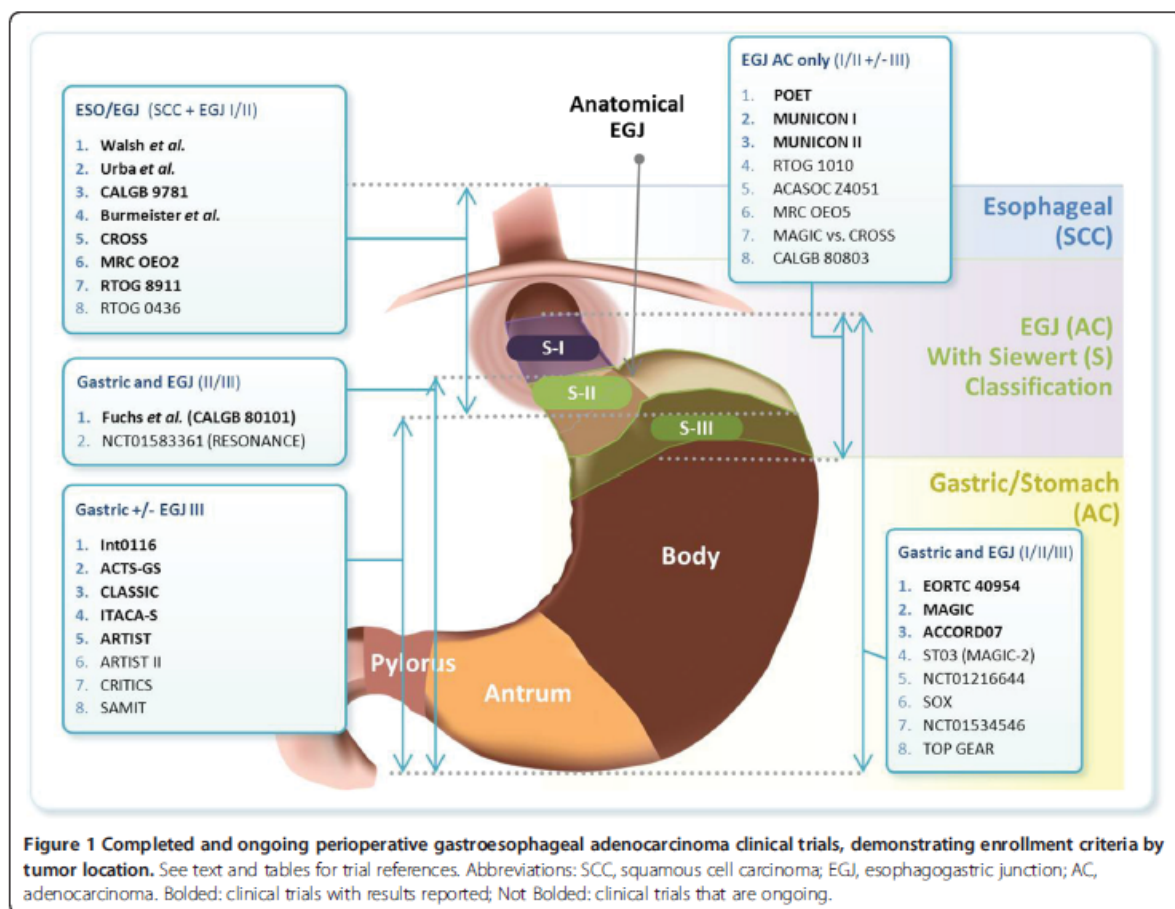 ESO/EGJ (SCC + EGJ I/II)
1. Walsh et al.
2. Urba et al.
3. CALGB 9781
4. Burmeister et al.
5. CROSS
6. MRC OEO2
7. RTOG 8911
8. RTOG 0436
Gastric and EGJ (II/III)
1. Fuchs et al. (CALGB 80101)
2. NCT01583361 (RESONANCE)
Gastric +/- EGJ III
1. Int0116
2. ACTS-GS
3. CLASSIC
4. ITACA-S
5. ARTIST
6. ARTIST II
7. CRITICS
8. SAMIT
Anatomical
EGJ
S-I
S-II
S-III
Body
Pylorus
Antrum
EGJ AC only (I/II +/- III)
1. POET
2. MUNICON I
3. MUNICON II
4. RTOG 1010
5. ACASOC Z4051
6. MRC OEO5
7. MAGIC vs. CROSS
8. CALGB 80803
Esophageal
(SCC)
EGJ (AC)
With Siewert (S)
Classification
Gastric/Stomach
(AC)
Gastric and EGJ (I/II/III)
1. EORTC 40954
2. MAGIC
3. ACCORD07
4. ST03 (MAGIC-2)
5. NCT01216644
6. SOX
7. NCT01534546
8. TOP GEAR
Figure 1 Completed and ongoing perioperative gastroesophageal adenocarcinoma clinical trials, demonstrating enrollment criteria by
tumor location. See text and tables for trial references. Abbreviations: SCC, squamous cell carcinoma; EGJ, esophagogastric junction; AC,
adenocarcinoma. Bolded: clinical trials with results reported; Not Bolded: clinical trials that are ongoing.